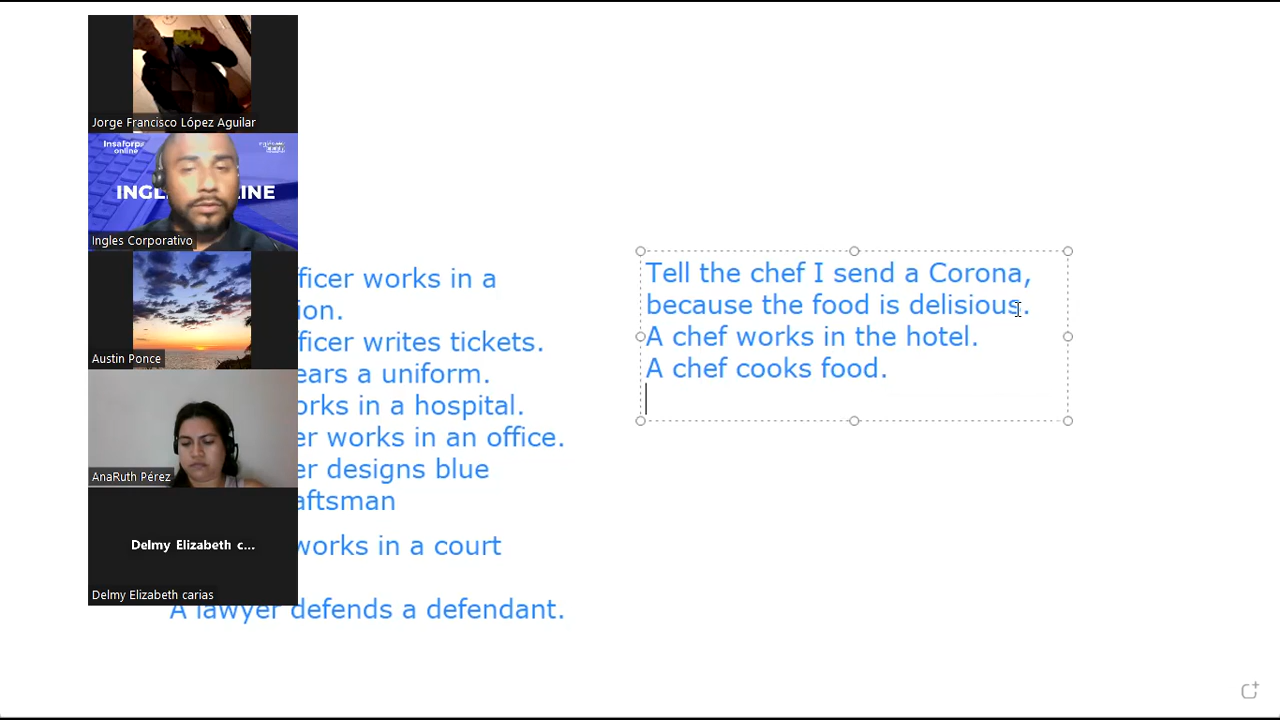 Jorge Francisco López Aguilar
Insaforp
online
INGL INE
Ingles Corporativo
Austin Ponce
AnaRuth Pérez
Delmy Elizabeth c...
Delmy Elizabeth carias
fficer works in a
ion.
fficer writes tickets.
ears a uniform.
orks in a hospital.
er works in an office.
er designs blue
aftsman
works in a court
A lawyer defends a defendant.
Tell the chef I send a Corona,
because the food is delisious.
A chef works in the hotel.
A chef cooks food.